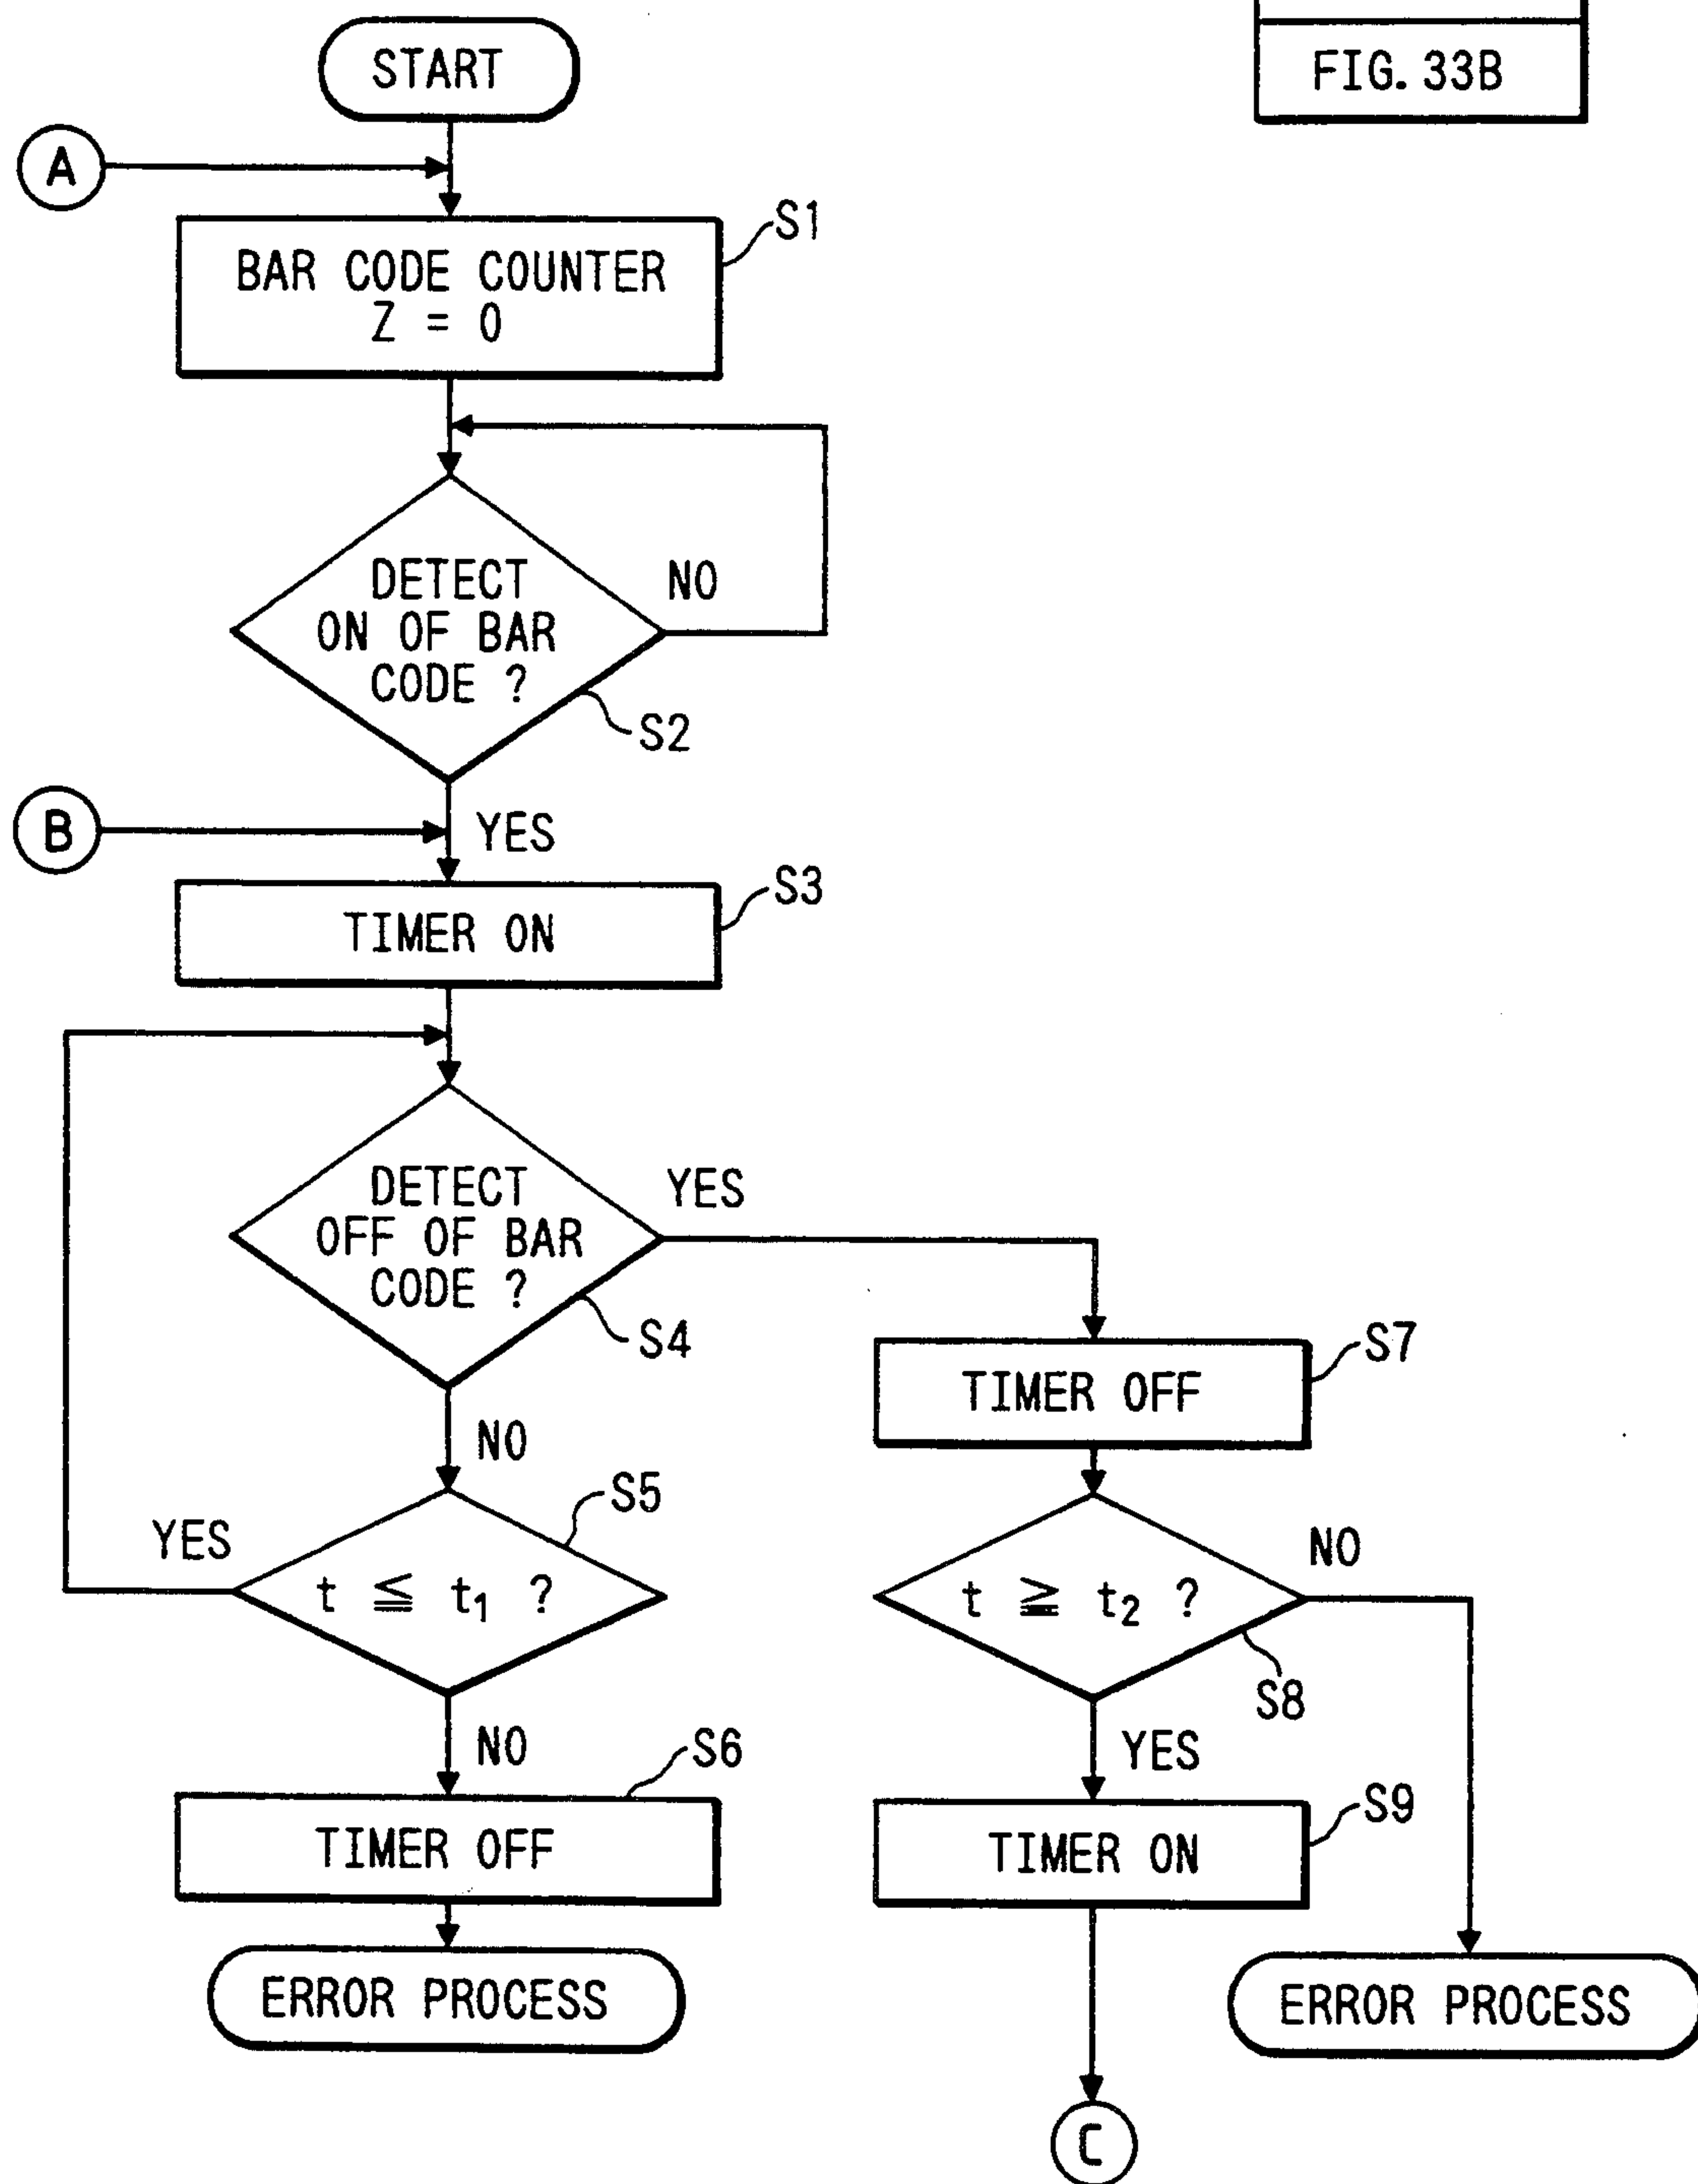 FIG. 33B
START
A
S1
BAR CODE COUNTER
Z = 0
DETECT
ON OF BAR
CODE ?
NO
S2
B
YES
S3
TIMER ON
DETECT
OFF OF BAR
CODE ?
YES
S4
S7
TIMER OFF
NO
S5
YES
t ≦ t₁ ?
NO
t ≧ t₂ ?
S8
NO
S6
YES
S9
TIMER OFF
TIMER ON
ERROR PROCESS
ERROR PROCESS
C